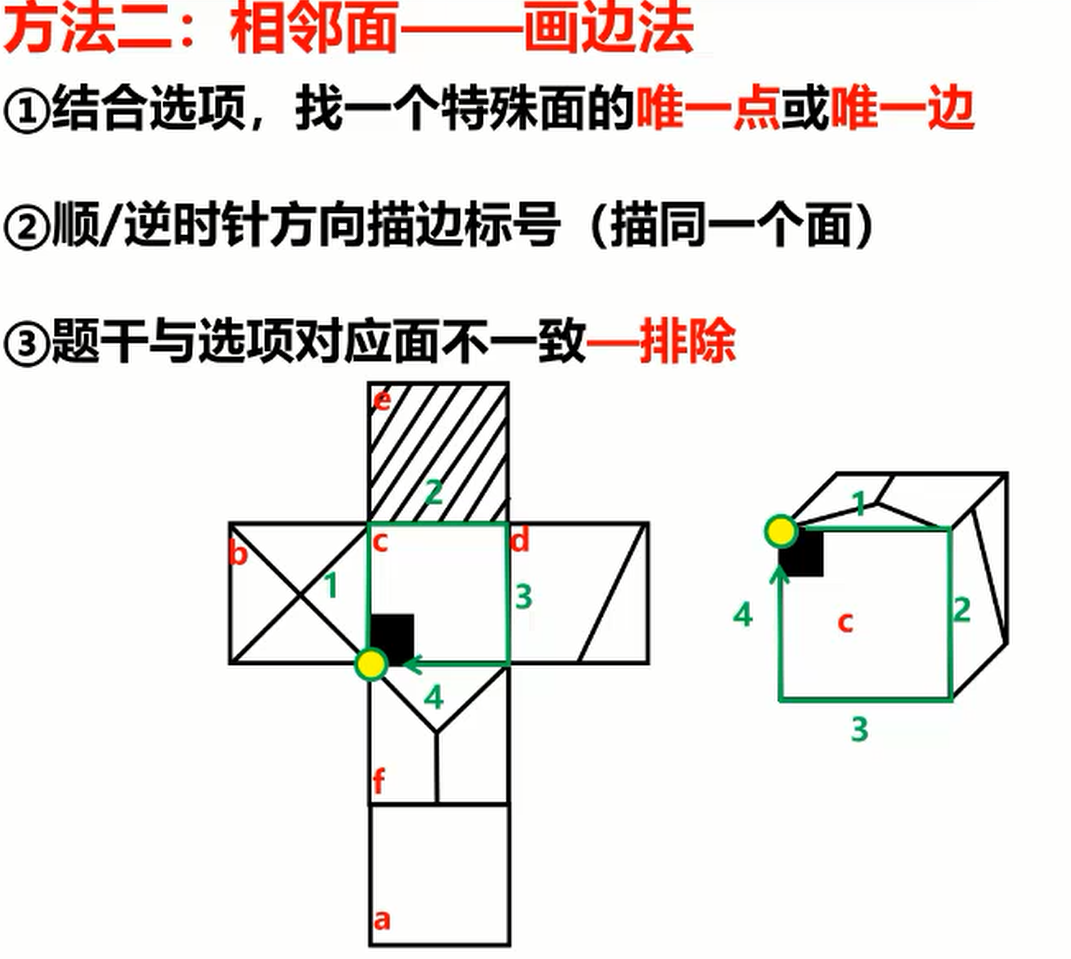 方法二：相邻面——画边法
①结合选项，找一个特殊面的唯一点或唯一边
②顺/逆时针方向描边标号（描同一个面）
③题干与选项对应面不一致—排除
e
2
b
1
c
d
3
4
f
a
1
4
c
2
3